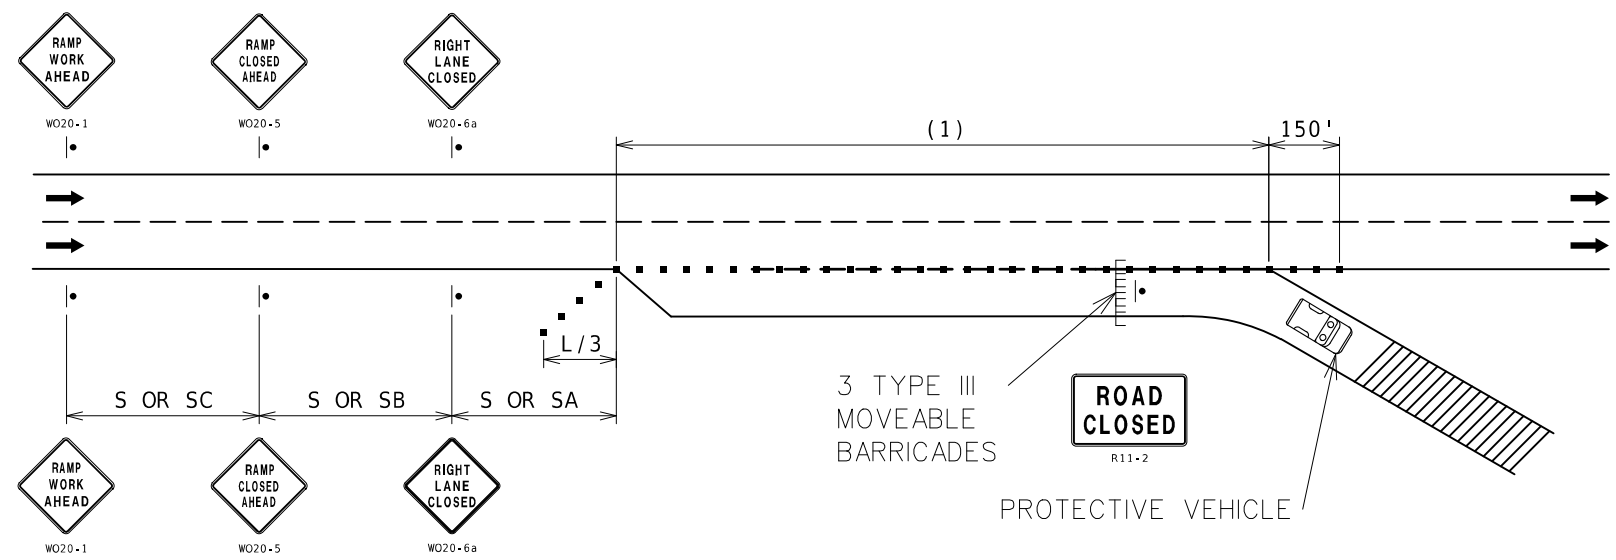 RAMP
WORK
AHEAD
WO20-1
RAMP
CLOSED
AHEAD
WO20-5
RIGHT
LANE
CLOSED
WO20-6a
(1)
150'
L/3
S OR SC
S OR SB
S OR SA
3 TYPE III
MOVEABLE
BARRICADES
ROAD
CLOSED
R11-2
PROTECTIVE VEHICLE
RAMP
WORK
AHEAD
WO20-1
RAMP
CLOSED
AHEAD
WO20-5
RIGHT
LANE
CLOSED
WO20-6a